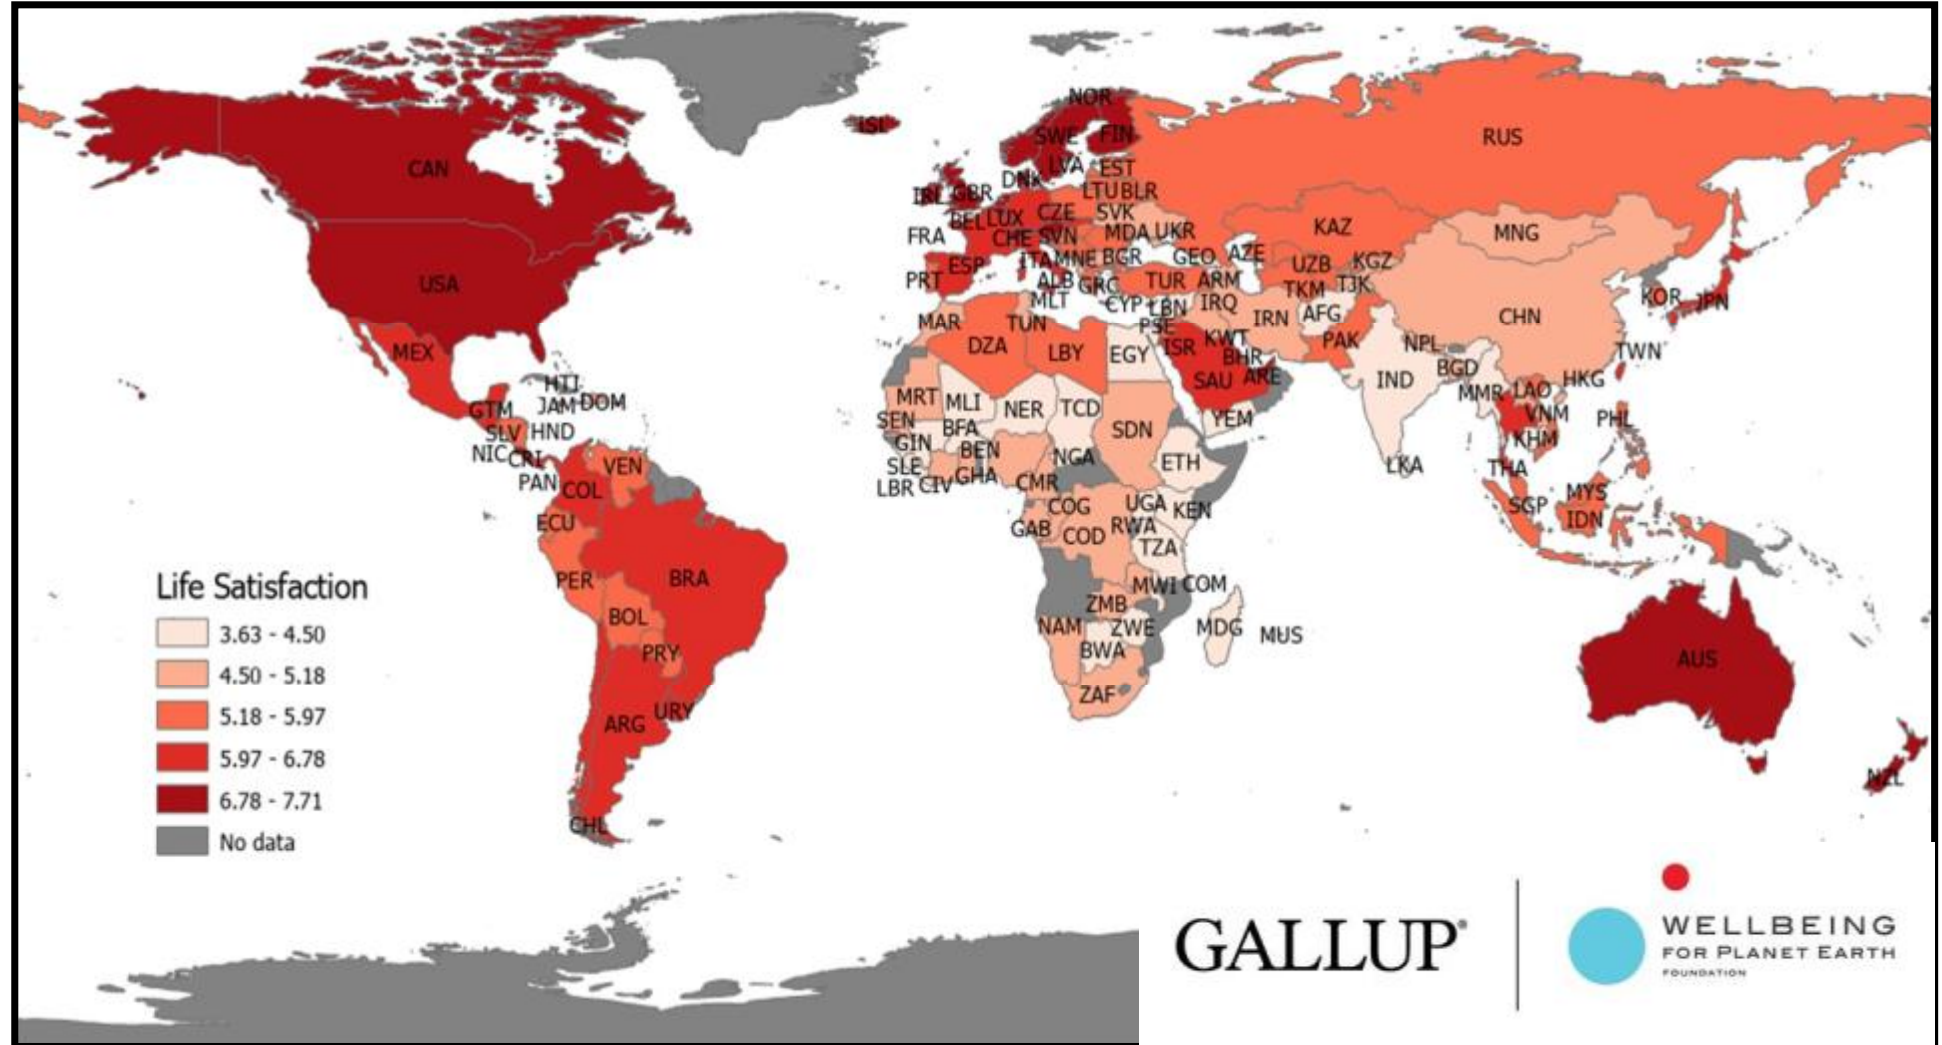 NOR
ISL
SWE
FIN
RUS
CAN
LVA
EST
DNK
IRL
GBR
LTU
BLR
BEL
LUX
CZE
SVK
KAZ
FRA
CHE
SVN
MDA
UKR
MNG
ITA
MNE
BGR
GEO
AZE
UZB
KGZ
PRT
ESP
ALB
GRC
TUR
ARM
TKM
TJK
USA
MLT
CYP
LBN
IRQ
KOR
JPN
MAR
TUN
PSE
IRN
AFG
CHN
MEX
DZA
LBY
EGY
ISR
KWT
PAK
NPL
TWN
BHR
SAU
ARE
IND
BGD
HTI
JAM
DOM
MRT
MLI
NER
TCD
MMR
LAO
HKG
GTM
SEN
YEM
VNM
PHL
SLV
HND
GIN
BFA
SDN
KHM
NIC
CRI
BEN
NGA
ETH
LKA
THA
VEN
SLE
PAN
COL
LBR
CIV
GHA
CMR
MYS
SGP
IDN
ECU
COG
UGA
KEN
GAB
COD
RWA
TZA
PER
BRA
MWI
COM
BOL
ZMB
NAM
ZWE
MDG
MUS
PRY
BWA
AUS
ZAF
ARG
URY
NZL
CHL
Life Satisfaction
3.63 - 4.50
4.50 - 5.18
5.18 - 5.97
5.97 - 6.78
6.78 - 7.71
No data
GALLUP®
WELLBEING
FOR PLANET EARTH
FOUNDATION